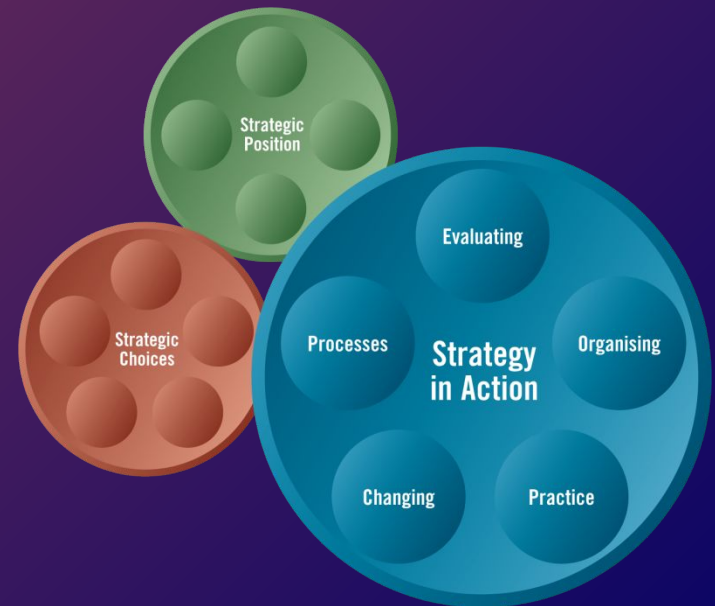 Strategic
Position
Evaluating
Processes
Organising
Strategic
Choices
Strategy
in Action
Changing
Practice